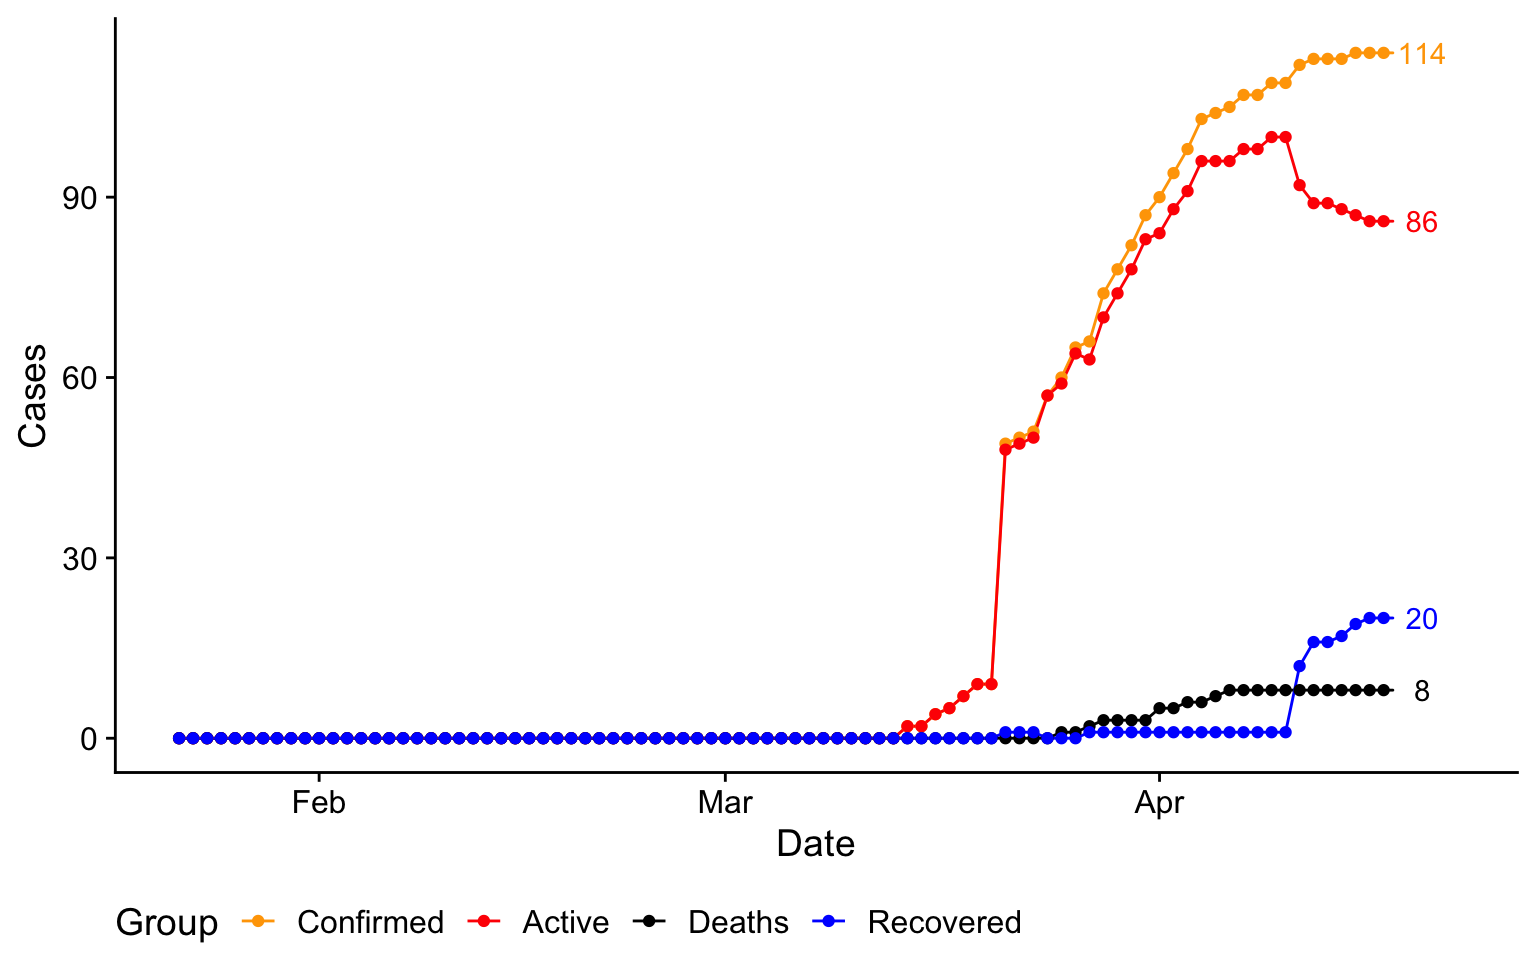 114
90
86
60
Cases
30
20
8
0
Feb Mar Apr
Date
Group Confirmed Active Deaths Recovered